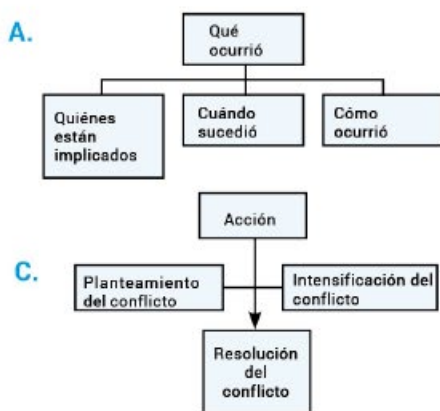 A.
Qué
ocurrió
Quiénes
están
implicados
Cuándo
sucedió
Cómo
ocurrió
C.
Acción
Planteamiento
del conflicto
Intensificación del
conflicto
Resolución
del
conflicto